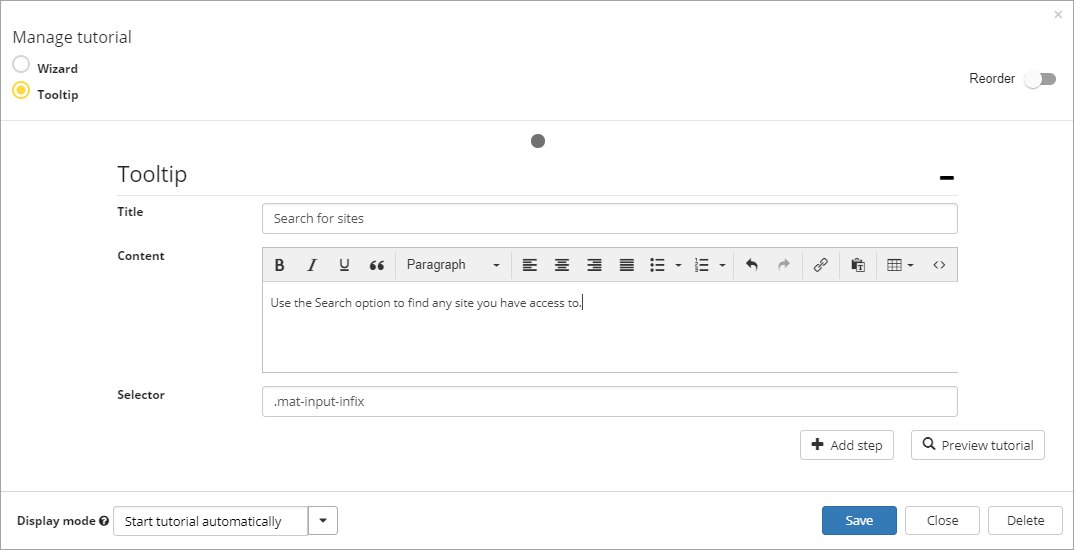 ×
Manage tutorial
Wizard
Tooltip
Reorder
Tooltip
Title
Search for sites
Content
B I U “ Paragraph <>
Use the Search option to find any site you have access to.
Selector
.mat-input-infix
Add step Preview tutorial
Display mode ? Start tutorial automatically Save Close Delete